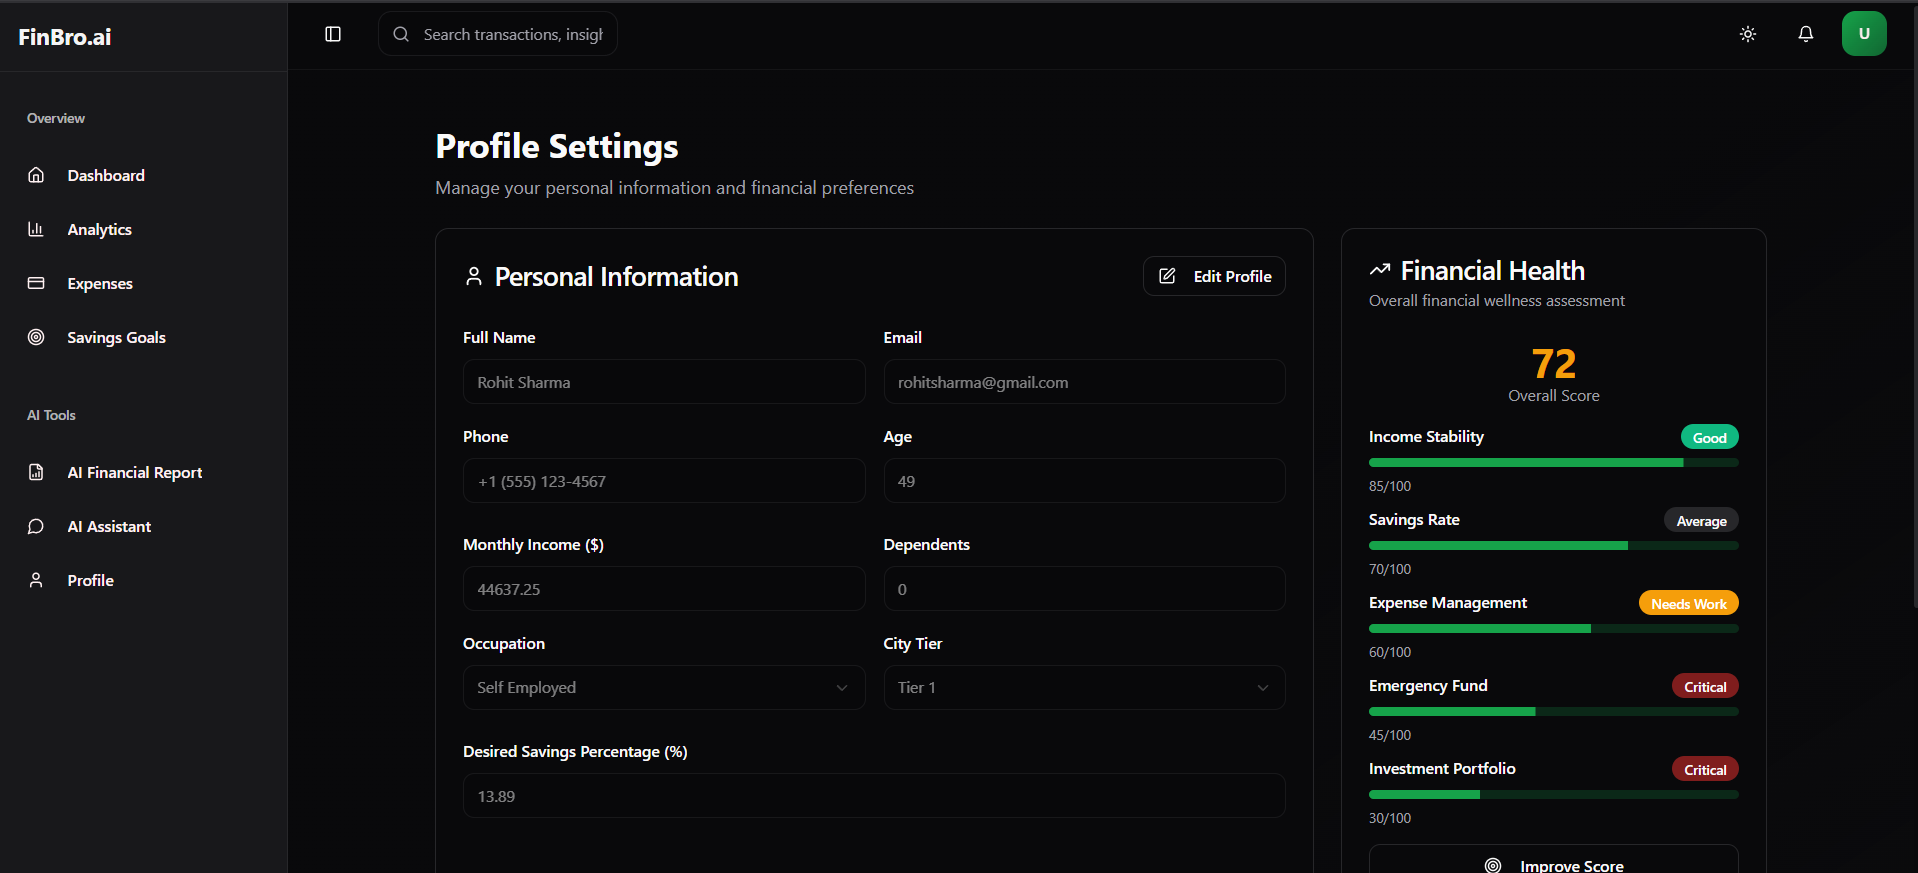 FinBro.ai
Search transactions, insigh
U
Overview
Dashboard
Analytics
Expenses
Savings Goals
AI Tools
AI Financial Report
AI Assistant
Profile
Profile Settings
Manage your personal information and financial preferences
Personal Information
Edit Profile
Full Name
Email
Rohit Sharma
rohitsharma@gmail.com
Phone
Age
+1 (555) 123-4567
49
Monthly Income ($)
Dependents
44637.25
0
Occupation
City Tier
Self Employed
Tier 1
Desired Savings Percentage (%)
13.89
Financial Health
Overall financial wellness assessment
72
Overall Score
Income Stability
Good
85/100
Savings Rate
Average
70/100
Expense Management
Needs Work
60/100
Emergency Fund
Critical
45/100
Investment Portfolio
Critical
30/100
Improve Score